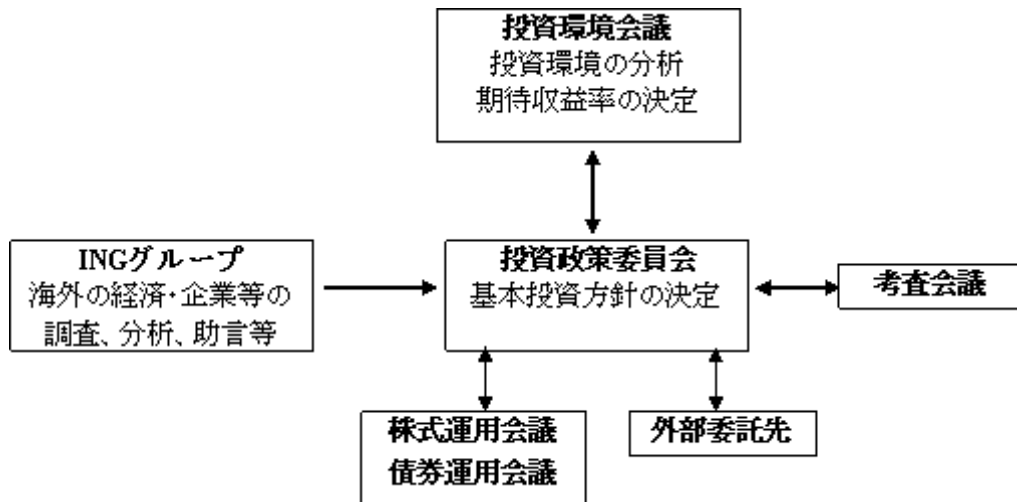 投資環境会議
投資環境の分析
期待収益率の決定
INGグループ
海外の経済・企業等の
調査、分析、助言等
投資政策委員会
基本投資方針の決定
考査会議
株式運用会議
債券運用会議
外部委託先